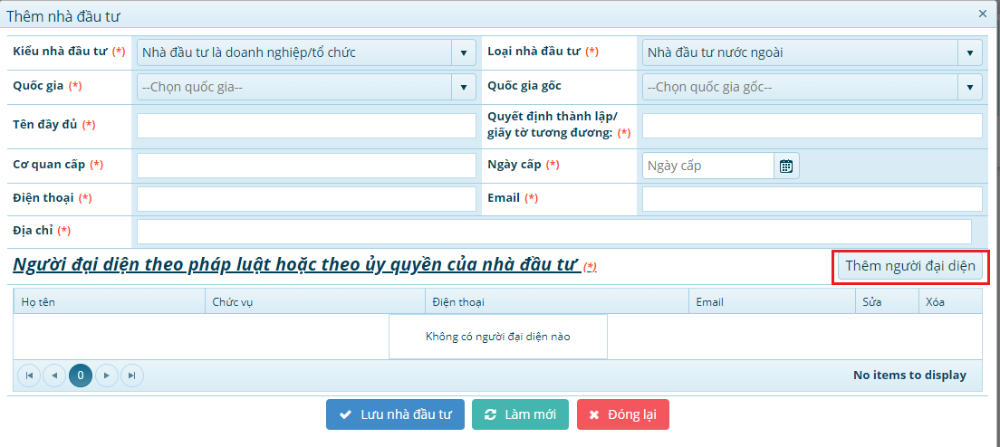 Thêm nhà đầu tư
Kiểu nhà đầu tư (*) Nhà đầu tư là doanh nghiệp/tổ chức Loại nhà đầu tư (*) Nhà đầu tư nước ngoài
Quốc gia (*) --Chọn quốc gia-- Quốc gia gốc --Chọn quốc gia gốc--
Tên đầy đủ (*) Quyết định thành lập/
giấy tờ tương đương: (*)
Cơ quan cấp (*) Ngày cấp (*) Ngày cấp
Điện thoại (*) Email (*)
Địa chỉ (*)
Người đại diện theo pháp luật hoặc theo ủy quyền của nhà đầu tư (*) Thêm người đại diện
Họ tên Chức vụ Điện thoại Email Sửa Xóa
Không có người đại diện nào
0 No items to display
Lưu nhà đầu tư Làm mới Đóng lại